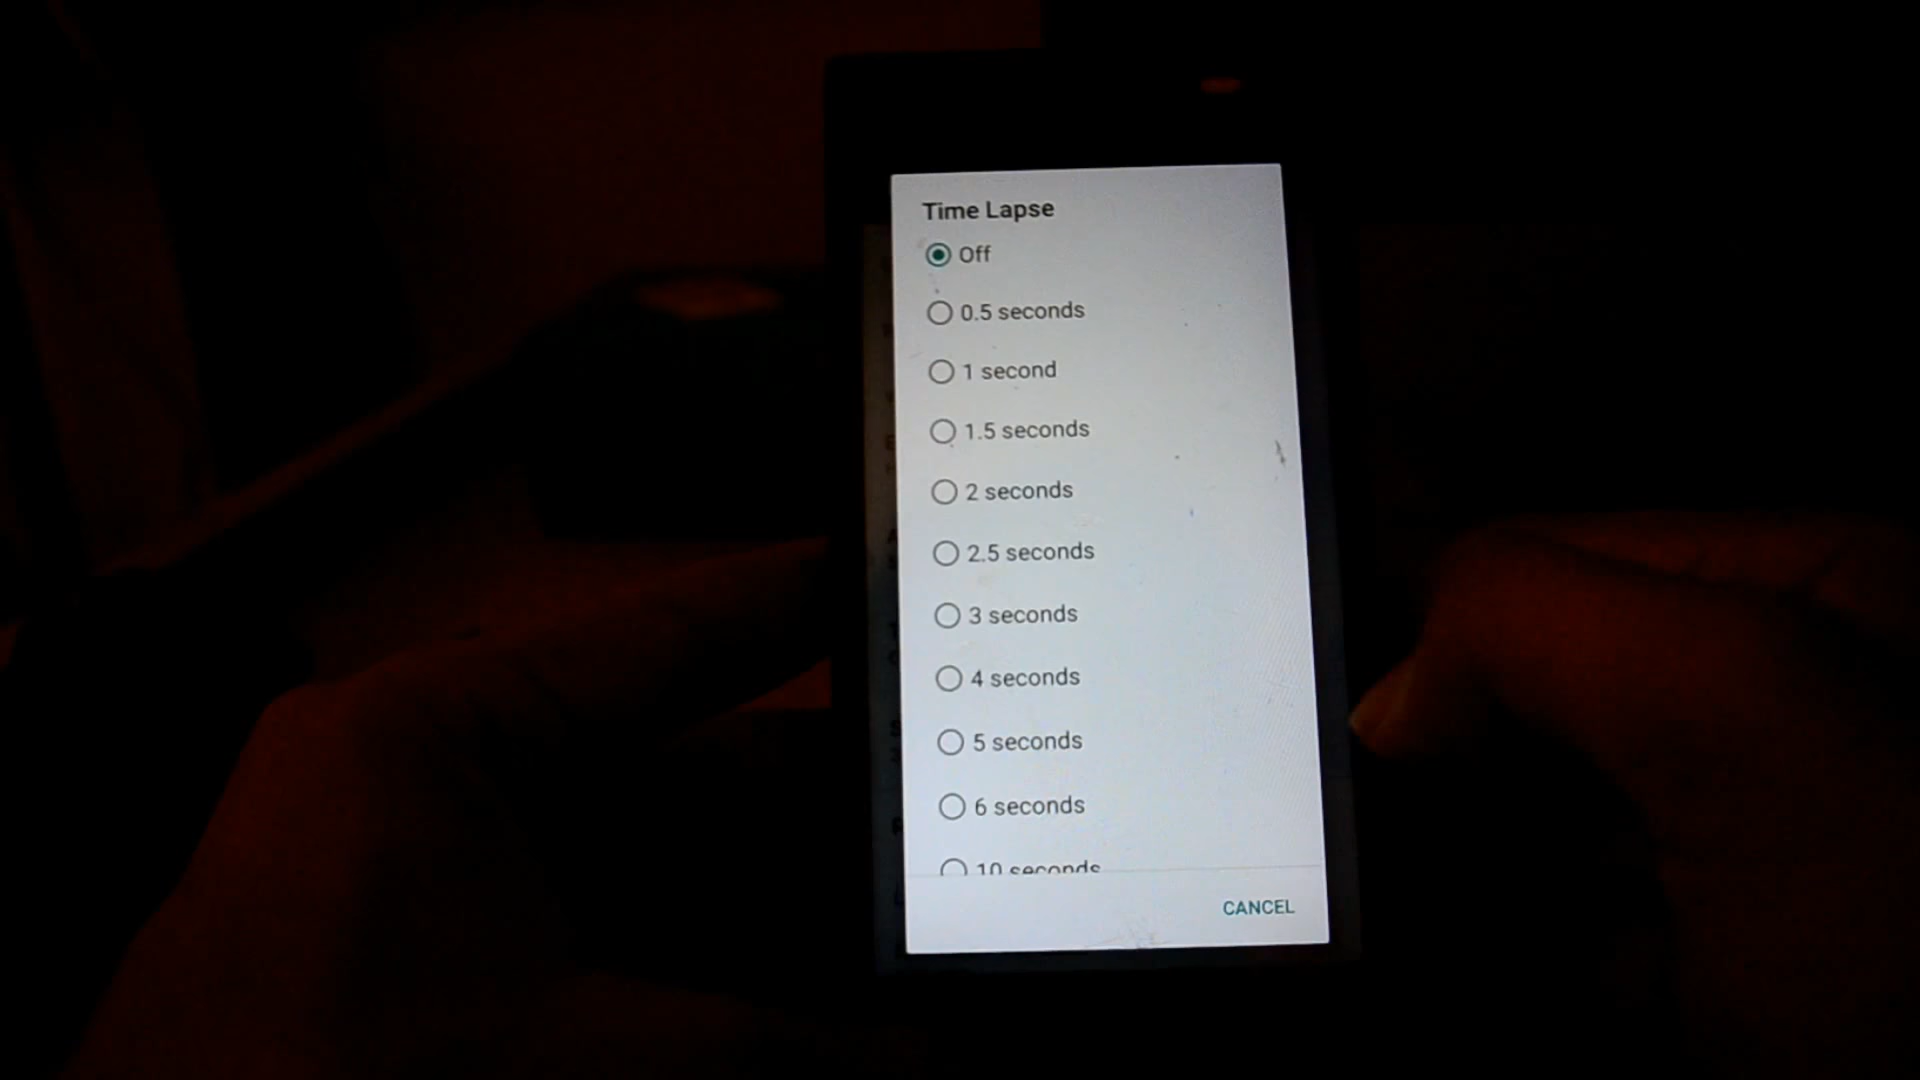 Time Lapse
Off
0.5 seconds
1 second
1.5 seconds
2 seconds
2.5 seconds
3 seconds
4 seconds
5 seconds
6 seconds
10 seconds
CANCEL